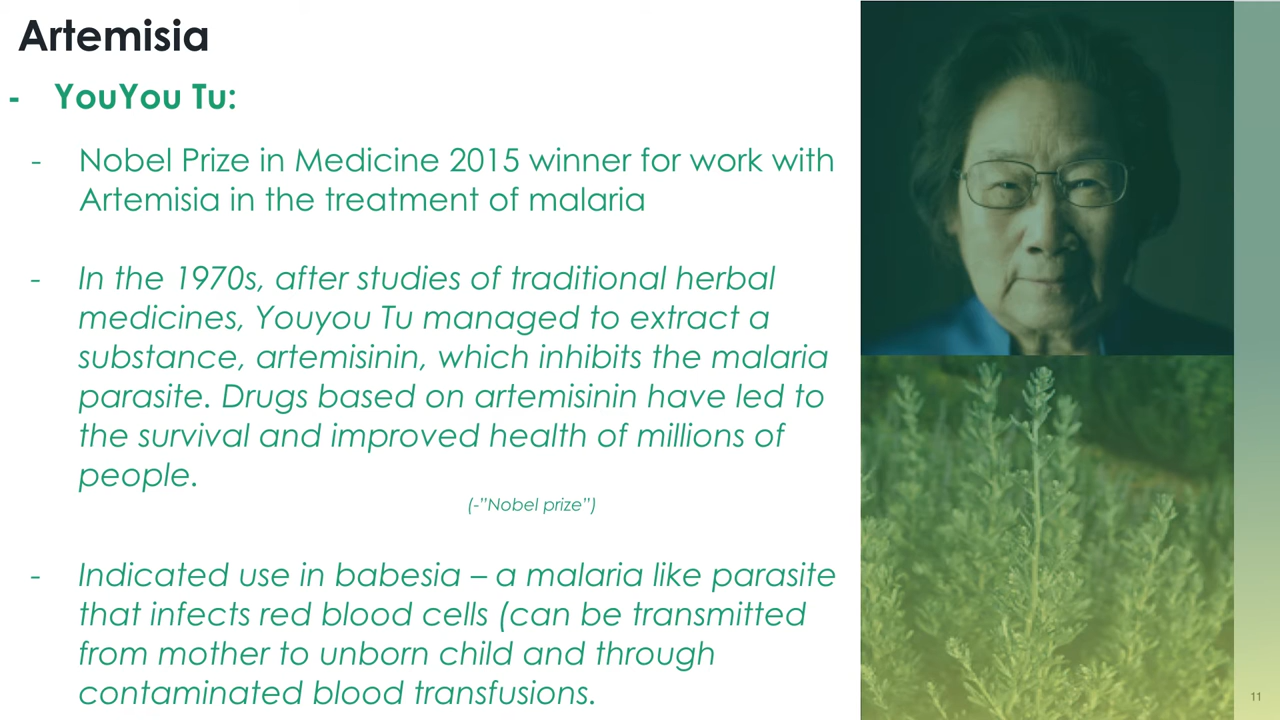 Artemisia
- YouYou Tu:
- Nobel Prize in Medicine 2015 winner for work with
Artemisia in the treatment of malaria
- In the 1970s, after studies of traditional herbal
medicines, Youyou Tu managed to extract a
substance, artemisinin, which inhibits the malaria
parasite. Drugs based on artemisinin have led to
the survival and improved health of millions of
people.
(-”Nobel prize”)
- Indicated use in babesia – a malaria like parasite
that infects red blood cells (can be transmitted
from mother to unborn child and through
contaminated blood transfusions.
11